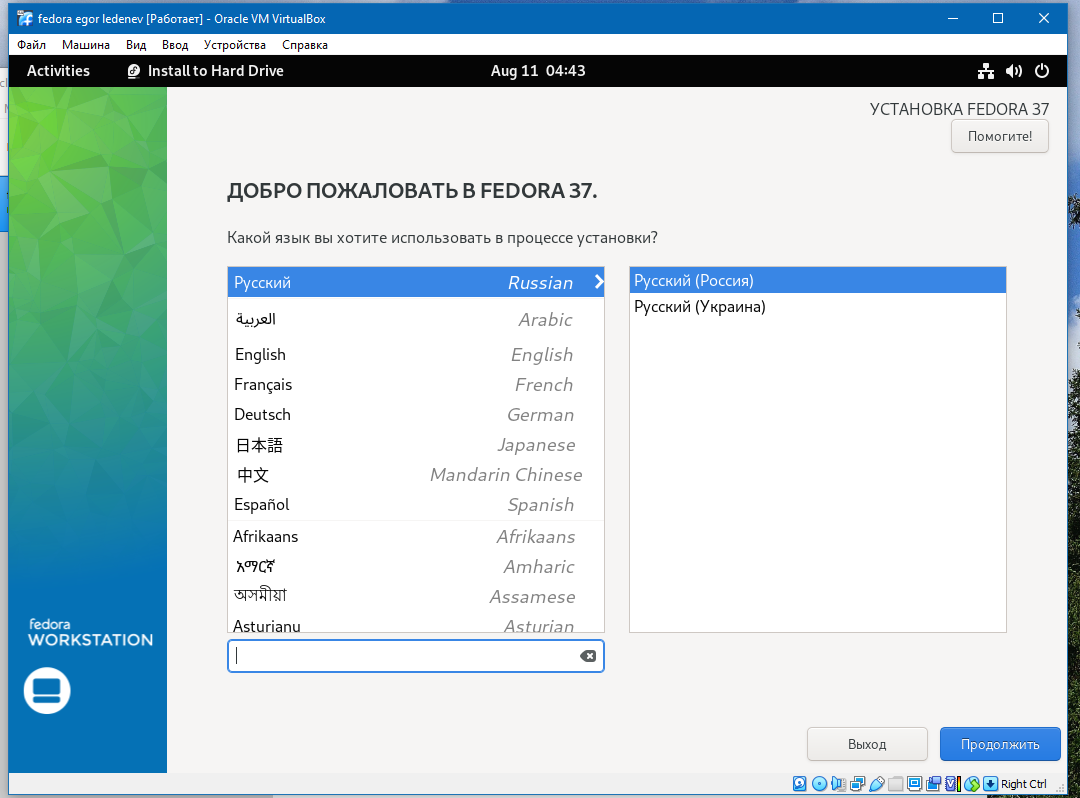 fedora egor ledenev [Работает] - Oracle VM VirtualBox
Файл Машина Вид Ввод Устройства Справка
Activities Install to Hard Drive Aug 11 04:43
УСТАНОВКА FEDORA 37
Помогите!
ДОБРО ПОЖАЛОВАТЬ В FEDORA 37.
Какой язык вы хотите использовать в процессе установки?
Русский Russian
العربية Arabic
English English
Français French
Deutsch German
日本語 Japanese
中文 Mandarin Chinese
Español Spanish
Afrikaans Afrikaans
አማርኛ Amharic
অসমীয়া Assamese
Asturianu Asturian
Русский (Россия)
Русский (Украина)
fedora
WORKSTATION
Выход Продолжить
Right Ctrl